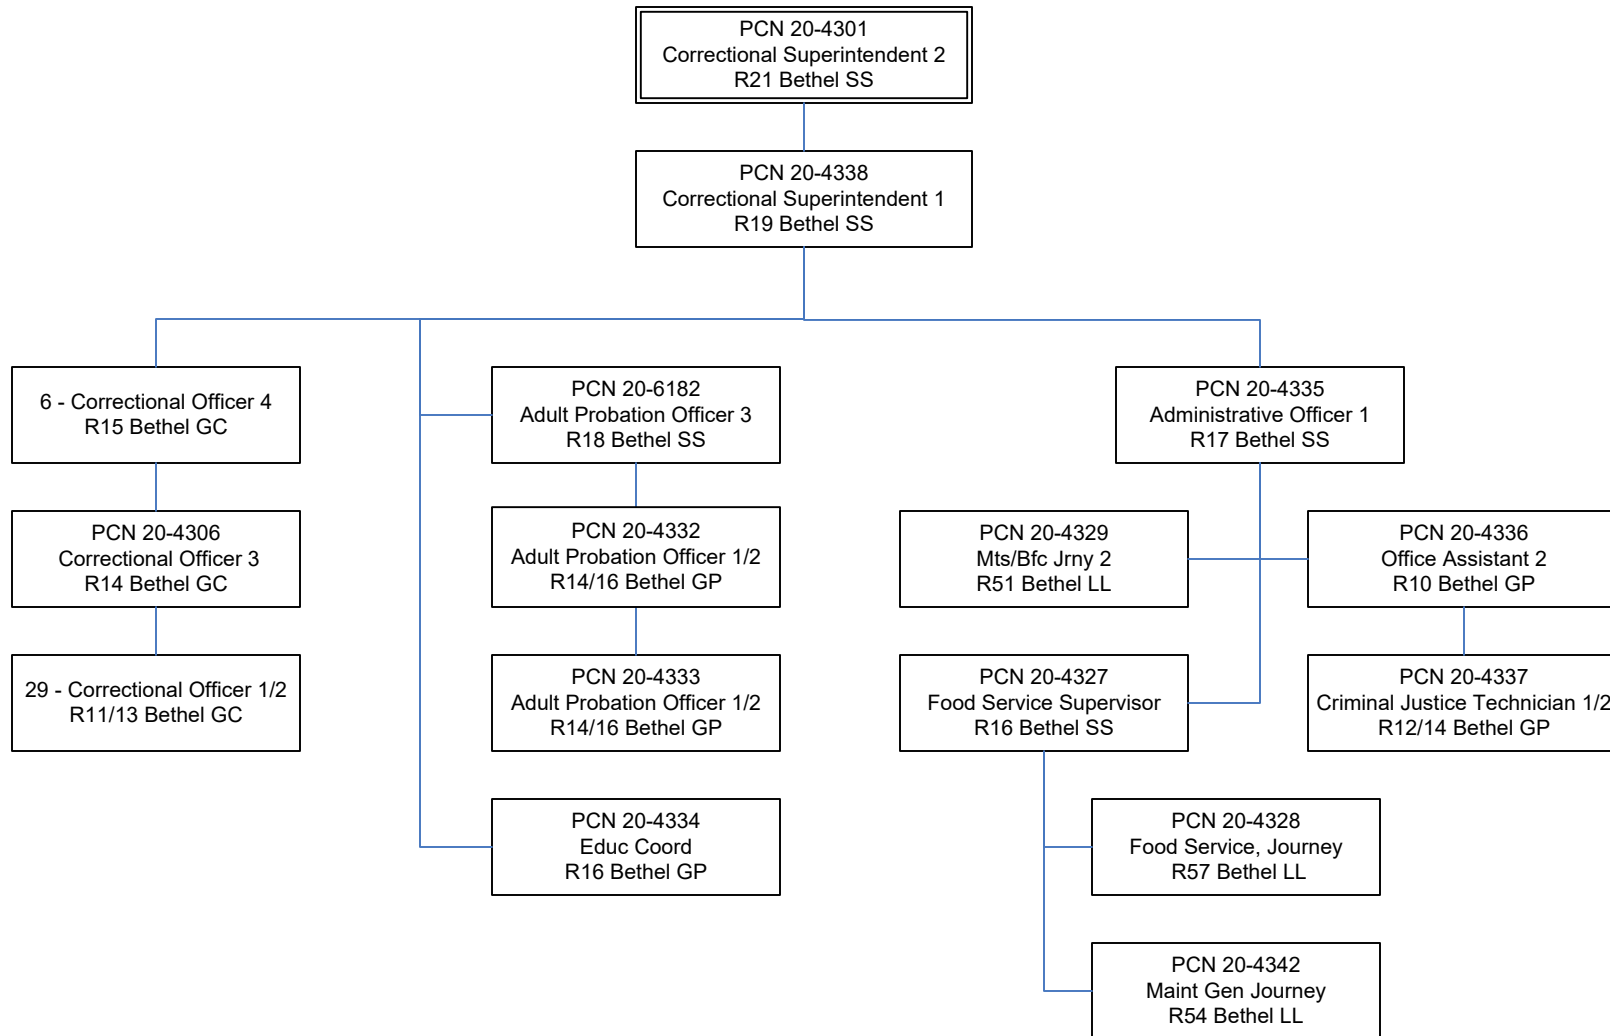 PCN 20-4301
Correctional Superintendent 2
R21 Bethel SS
PCN 20-4338
Correctional Superintendent 1
R19 Bethel SS
6 - Correctional Officer 4
R15 Bethel GC
PCN 20-6182
Adult Probation Officer 3
R18 Bethel SS
PCN 20-4335
Administrative Officer 1
R17 Bethel SS
PCN 20-4306
Correctional Officer 3
R14 Bethel GC
PCN 20-4332
Adult Probation Officer 1/2
R14/16 Bethel GP
PCN 20-4329
Mts/Bfc Jrny 2
R51 Bethel LL
PCN 20-4336
Office Assistant 2
R10 Bethel GP
29 - Correctional Officer 1/2
R11/13 Bethel GC
PCN 20-4333
Adult Probation Officer 1/2
R14/16 Bethel GP
PCN 20-4327
Food Service Supervisor
R16 Bethel SS
PCN 20-4337
Criminal Justice Technician 1/2
R12/14 Bethel GP
PCN 20-4334
Educ Coord
R16 Bethel GP
PCN 20-4328
Food Service, Journey
R57 Bethel LL
PCN 20-4342
Maint Gen Journey
R54 Bethel LL